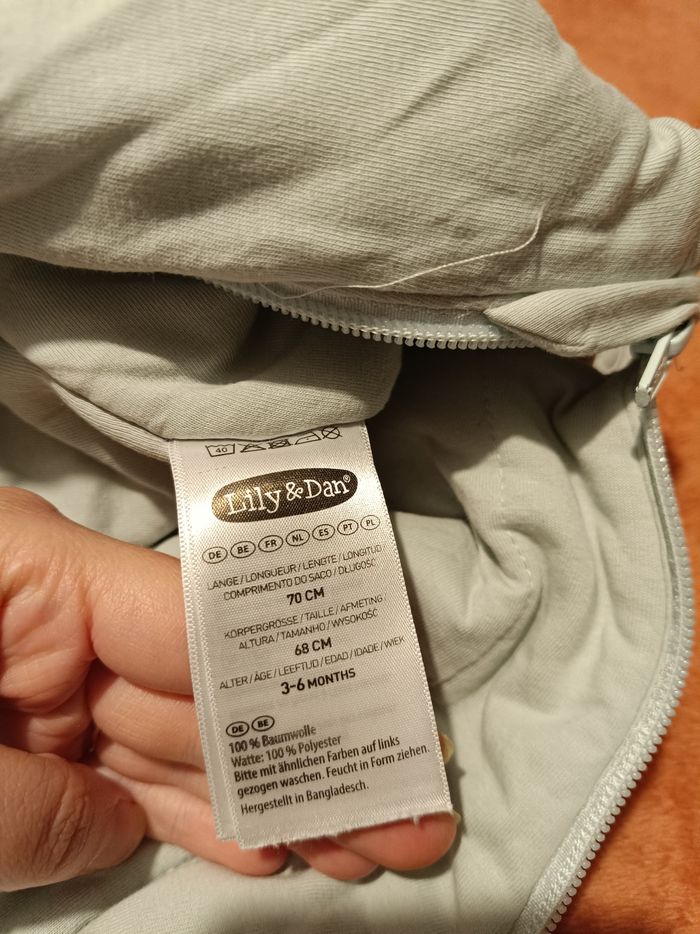 40
Lily & Dan®
DE BE FR NL ES PT PL
LÄNGE / LONGUEUR / LENGTE / LONGITUD
COMPRIMENTO DO SACO / DŁUGOŚĆ
70 CM
KÖRPERGRÖSSE / TAILLE / AFMETING
ALTURA / TAMANHO / WYSOKOŚĆ
68 CM
ALTER / ÂGE / LEEFTIJD / EDAD / IDADE / WIEK
3-6 MONTHS
DE BE
100 % Baumwolle
Watte: 100 % Polyester
Bitte mit ähnlichen Farben auf links
gezogen waschen. Feucht in Form ziehen.
Hergestellt in Bangladesch.